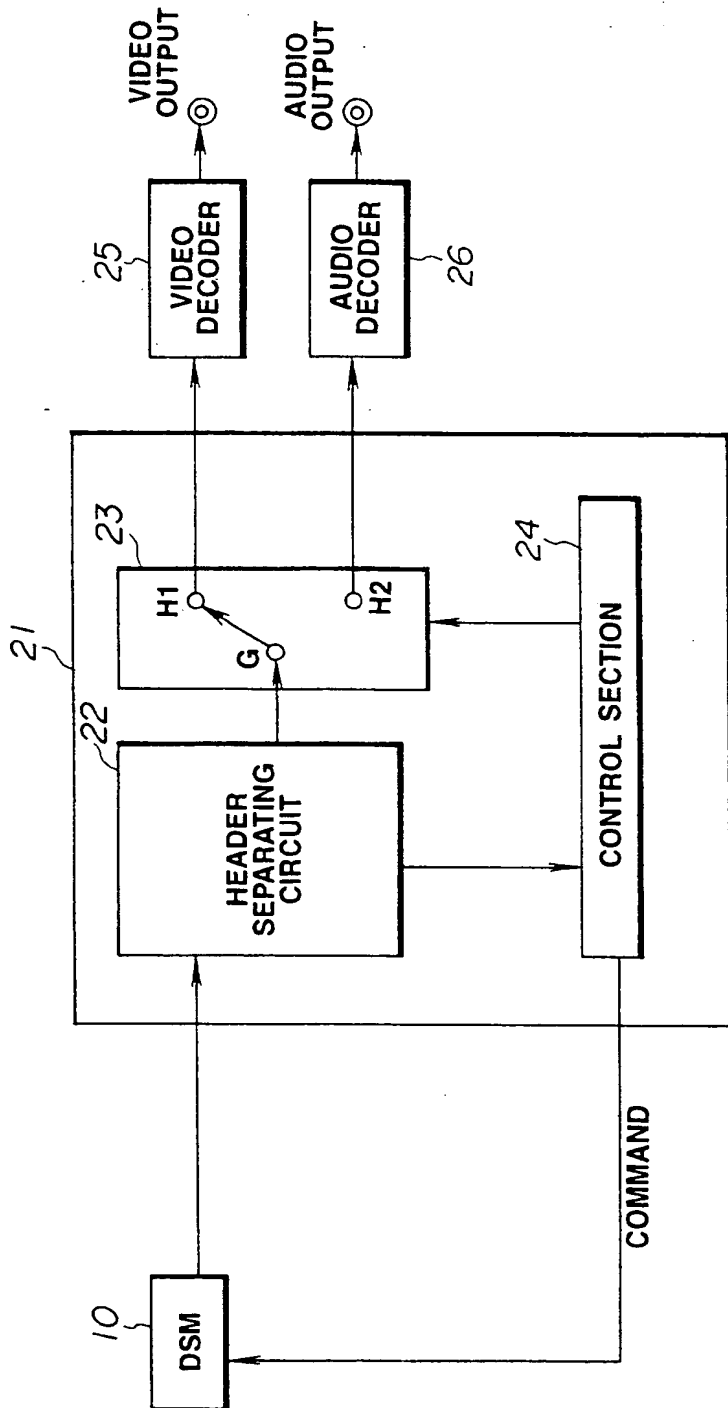 10
DSM
COMMAND
21
22
HEADER
SEPARATING
CIRCUIT
23
G
H1
H2
24
CONTROL SECTION
25
VIDEO
DECODER
VIDEO
OUTPUT
26
AUDIO
DECODER
AUDIO
OUTPUT